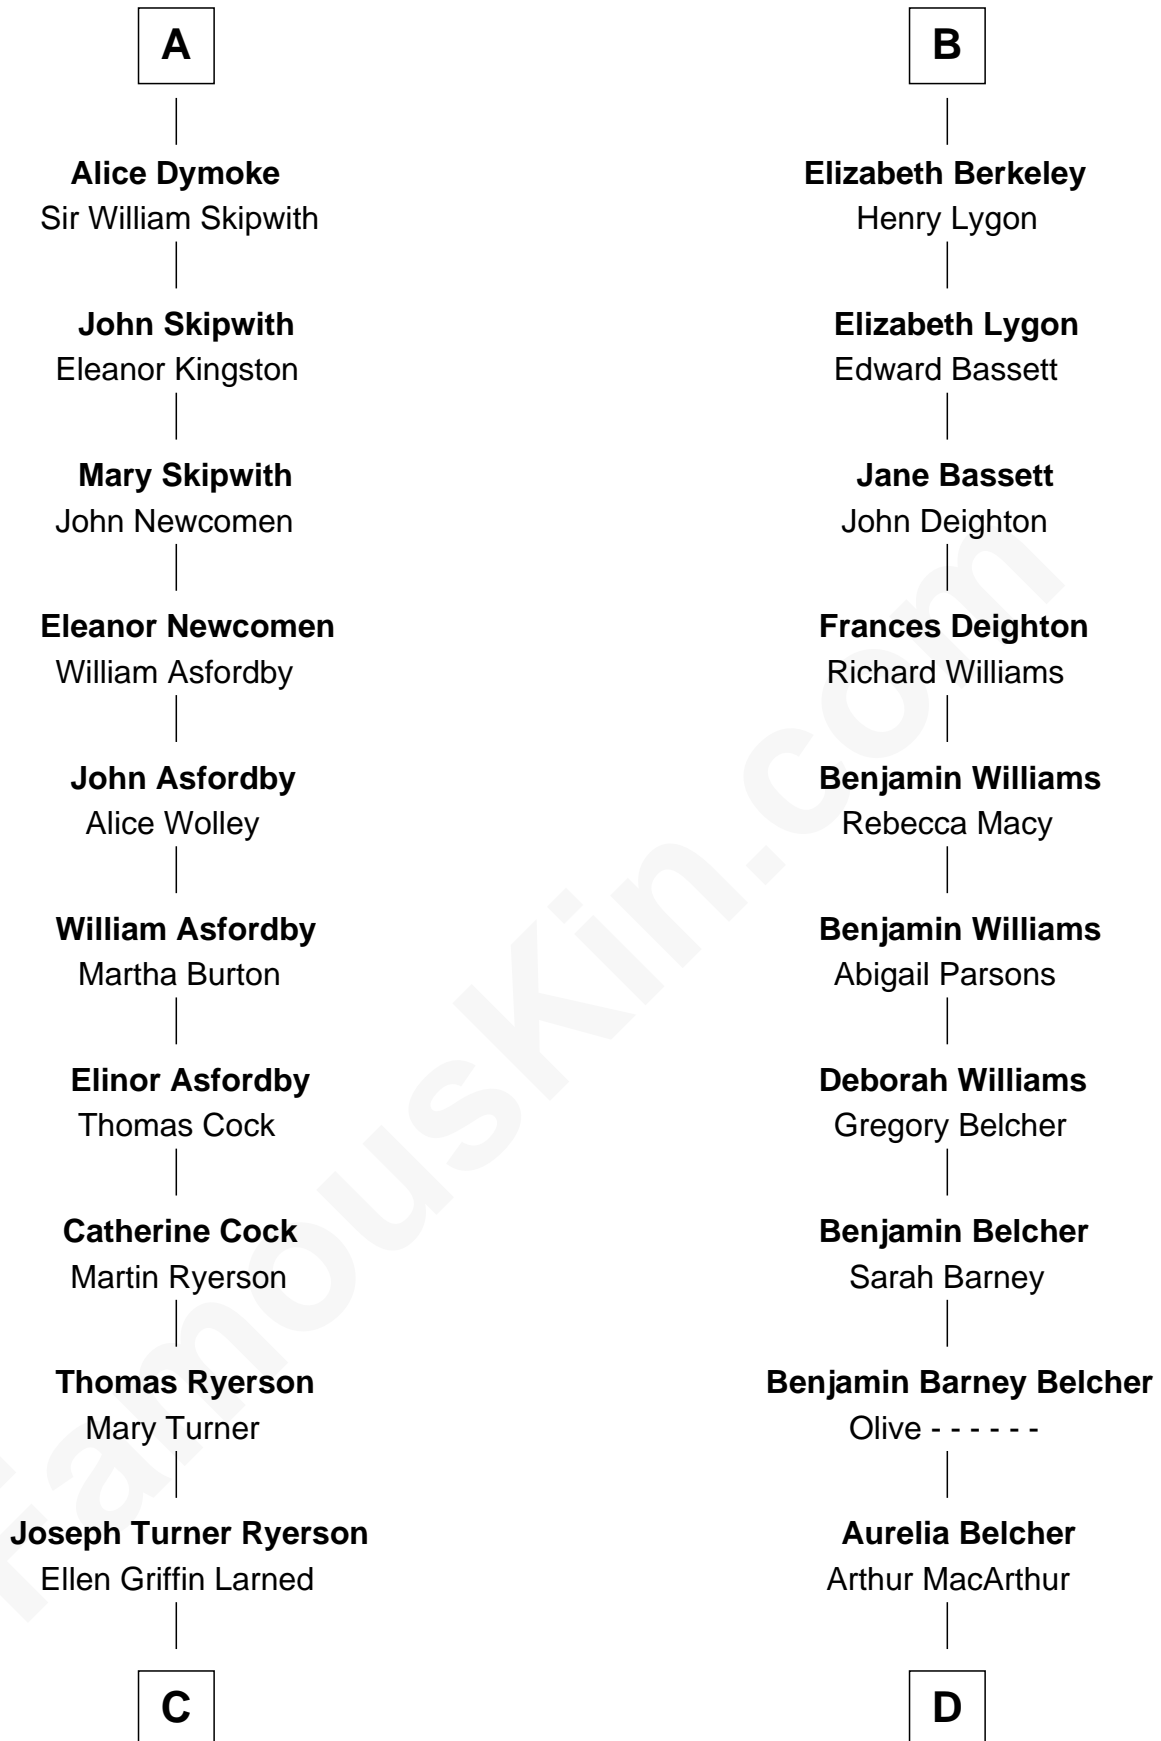 A
Alice Dymoke
Sir William Skipwith
John Skipwith
Eleanor Kingston
Mary Skipwith
John Newcomen
Eleanor Newcomen
William Asfordby
John Asfordby
Alice Wolley
William Asfordby
Martha Burton
Elinor Asfordby
Thomas Cock
Catherine Cock
Martin Ryerson
Thomas Ryerson
Mary Turner
Joseph Turner Ryerson
Ellen Griffin Larned
C
B
Elizabeth Berkeley
Henry Lygon
Elizabeth Lygon
Edward Bassett
Jane Bassett
John Deighton
Frances Deighton
Richard Williams
Benjamin Williams
Rebecca Macy
Benjamin Williams
Abigail Parsons
Deborah Williams
Gregory Belcher
Benjamin Belcher
Sarah Barney
Benjamin Barney Belcher
Olive - - - - - -
Aurelia Belcher
Arthur MacArthur
D
FamousKin.com